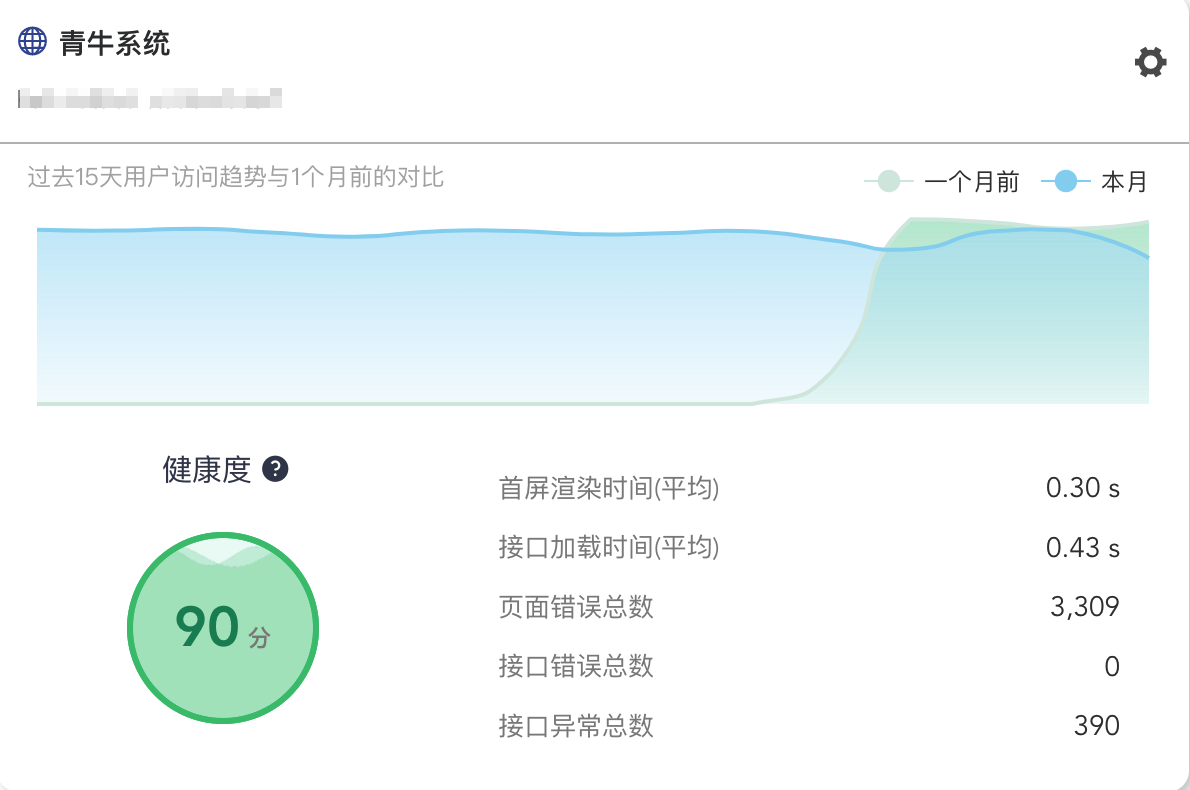 青牛系统
过去15天用户访问趋势与1个月前的对比
一个月前 本月
健康度 ?
90 分
首屏渲染时间(平均) 0.30 s
接口加载时间(平均) 0.43 s
页面错误总数 3,309
接口错误总数 0
接口异常总数 390